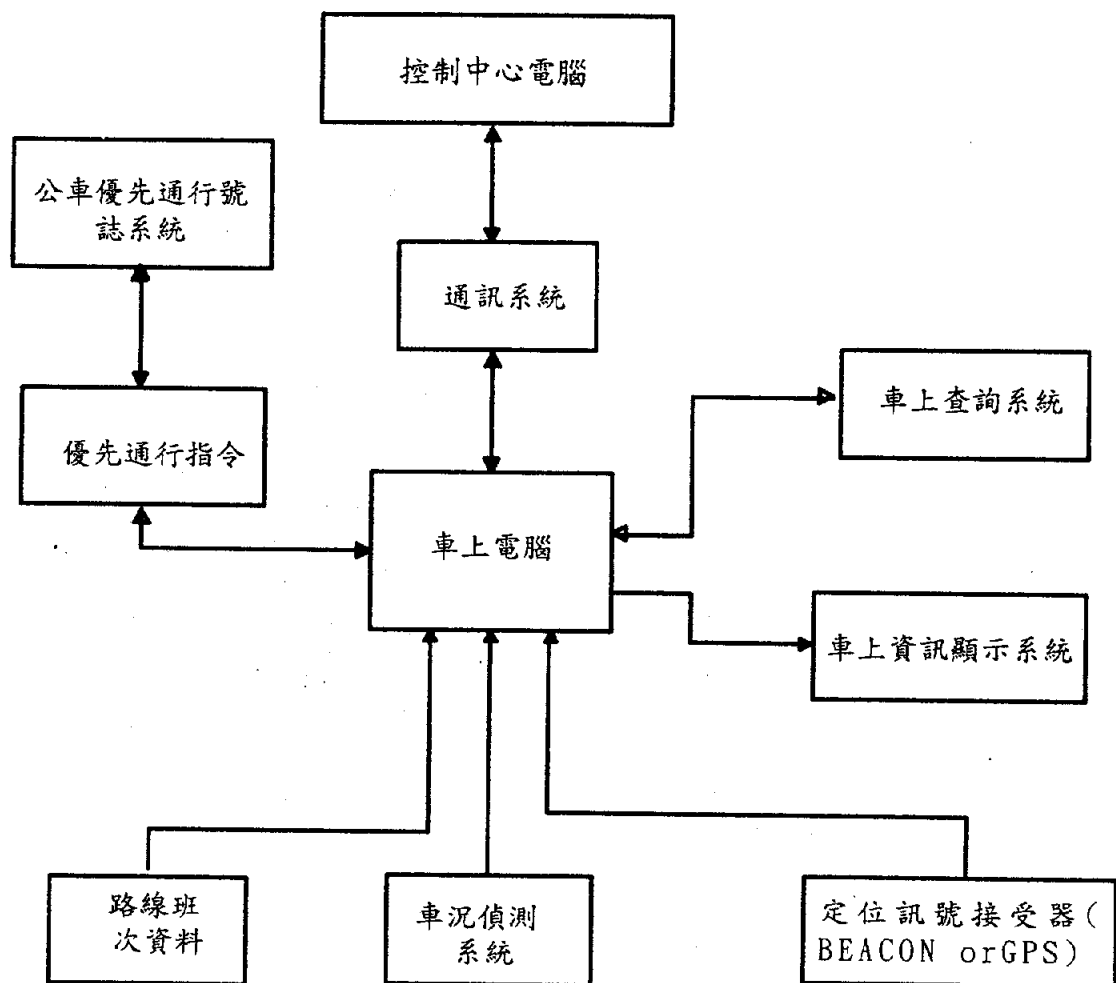 控制中心電腦
公車優先通行號
誌系統
通訊系統
車上查詢系統
優先通行指令
車上電腦
車上資訊顯示系統
路線班
次資料
車況偵測
系統
定位訊號接受器(
BEACON orGPS)